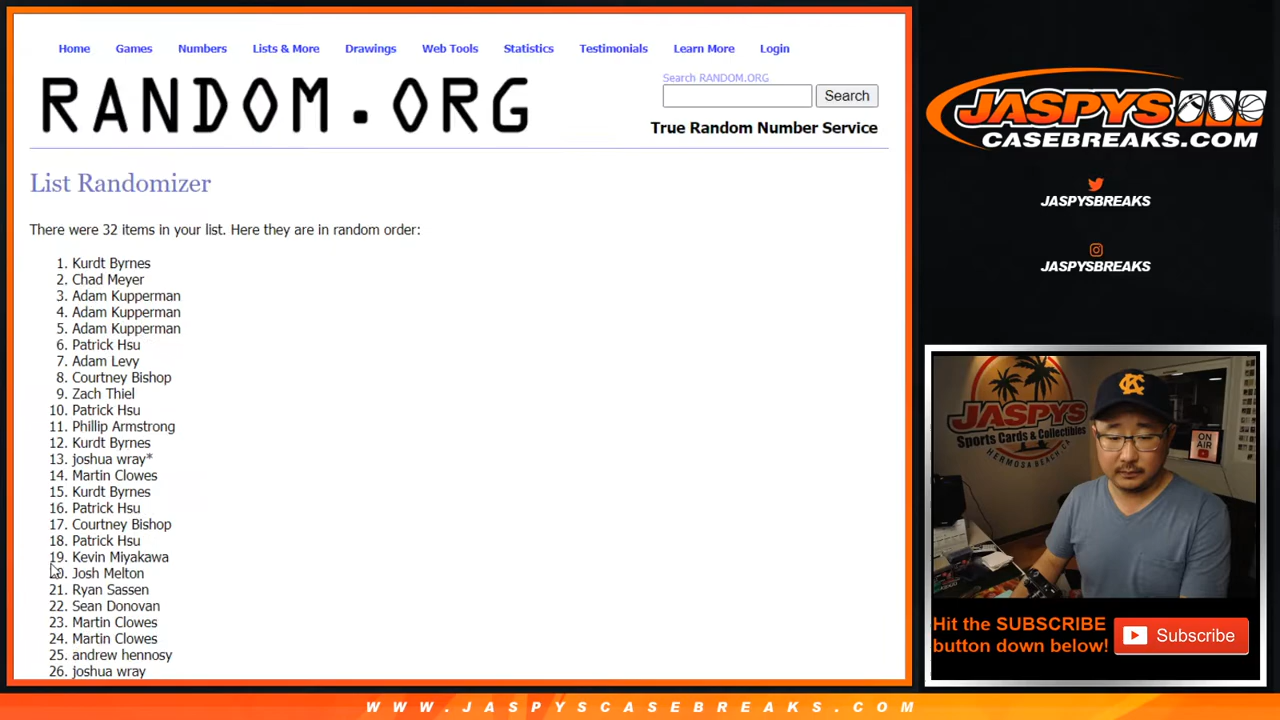 Home Games Numbers Lists & More Drawings Web Tools Statistics Testimonials Learn More Login
RANDOM.ORG
Search RANDOM.ORG
Search
True Random Number Service
List Randomizer
There were 32 items in your list. Here they are in random order:
1. Kurdt Byrnes
2. Chad Meyer
3. Adam Kupperman
4. Adam Kupperman
5. Adam Kupperman
6. Patrick Hsu
7. Adam Levy
8. Courtney Bishop
9. Zach Thiel
10. Patrick Hsu
11. Phillip Armstrong
12. Kurdt Byrnes
13. joshua wray*
14. Martin Clowes
15. Kurdt Byrnes
16. Patrick Hsu
17. Courtney Bishop
18. Patrick Hsu
19. Kevin Miyakawa
20. Josh Melton
21. Ryan Sassen
22. Sean Donovan
23. Martin Clowes
24. Martin Clowes
25. andrew hennosy
26. joshua wray
JASPYS
CASEBREAKS.COM
JASPYSBREAKS
JASPYSBREAKS
JASPYS
Sports Cards & Collectibles
HERMOSA BEACH, CA
KC
ON
AIR
Hit the SUBSCRIBE
button down below!
Subscribe
WWW.JASPYSCASEBREAKS.COM